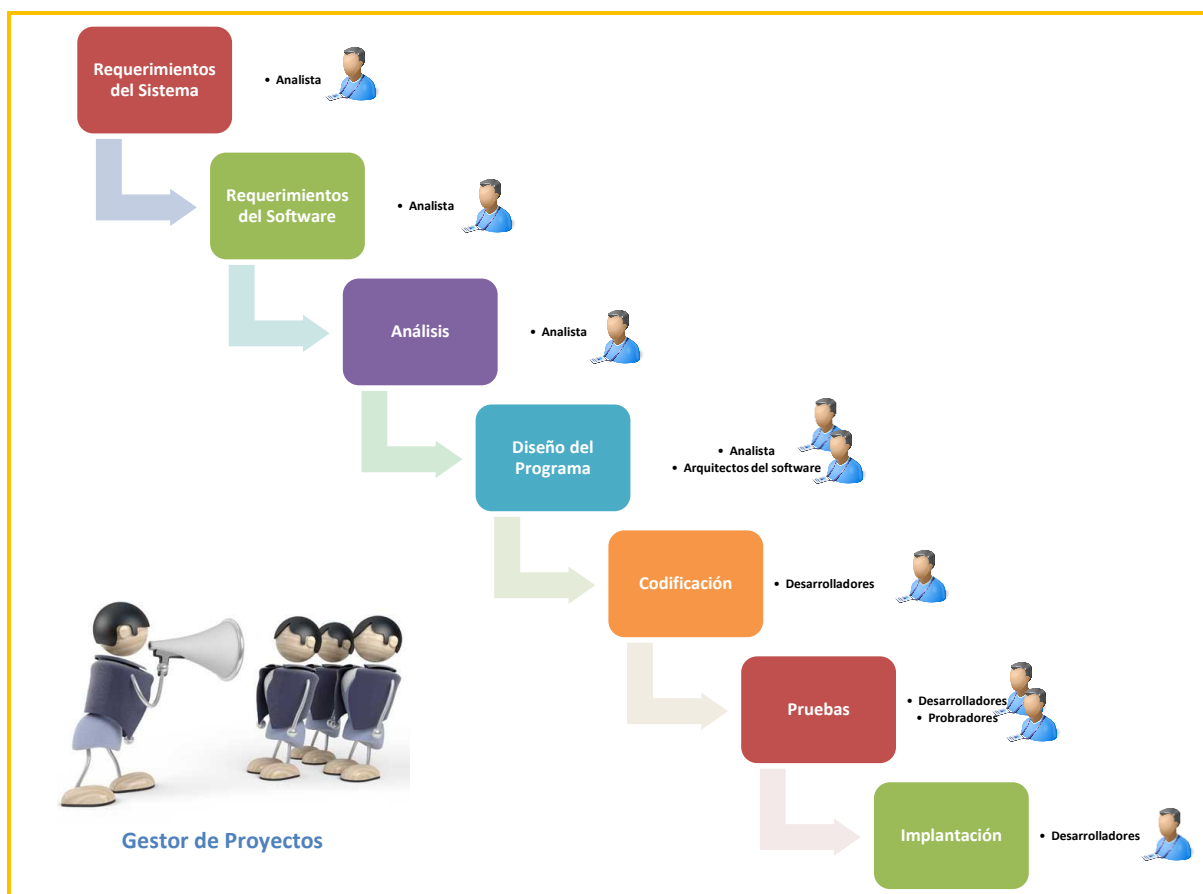 Requerimientos
del Sistema
• Analista
Requerimientos
del Software
• Analista
Análisis
• Analista
Diseño del
Programa
• Analista
• Arquitectos del software
Codificación
• Desarrolladores
Pruebas
• Desarrolladores
• Probradores
Implantación
• Desarrolladores
Gestor de Proyectos